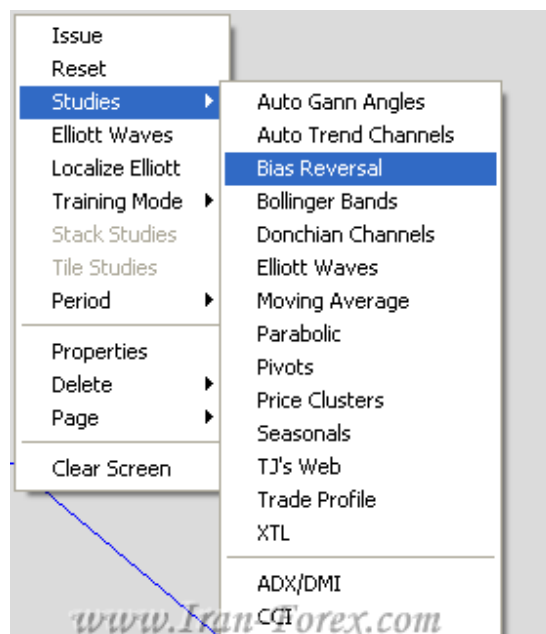 Issue
Reset
Studies
Elliott Waves
Localize Elliott
Training Mode
Stack Studies
Tile Studies
Period
Properties
Delete
Page
Clear Screen
Auto Gann Angles
Auto Trend Channels
Bias Reversal
Bollinger Bands
Donchian Channels
Elliott Waves
Moving Average
Parabolic
Pivots
Price Clusters
Seasonals
TJ's Web
Trade Profile
XTL
ADX/DMI
CCI
www.Iran-Forex.com